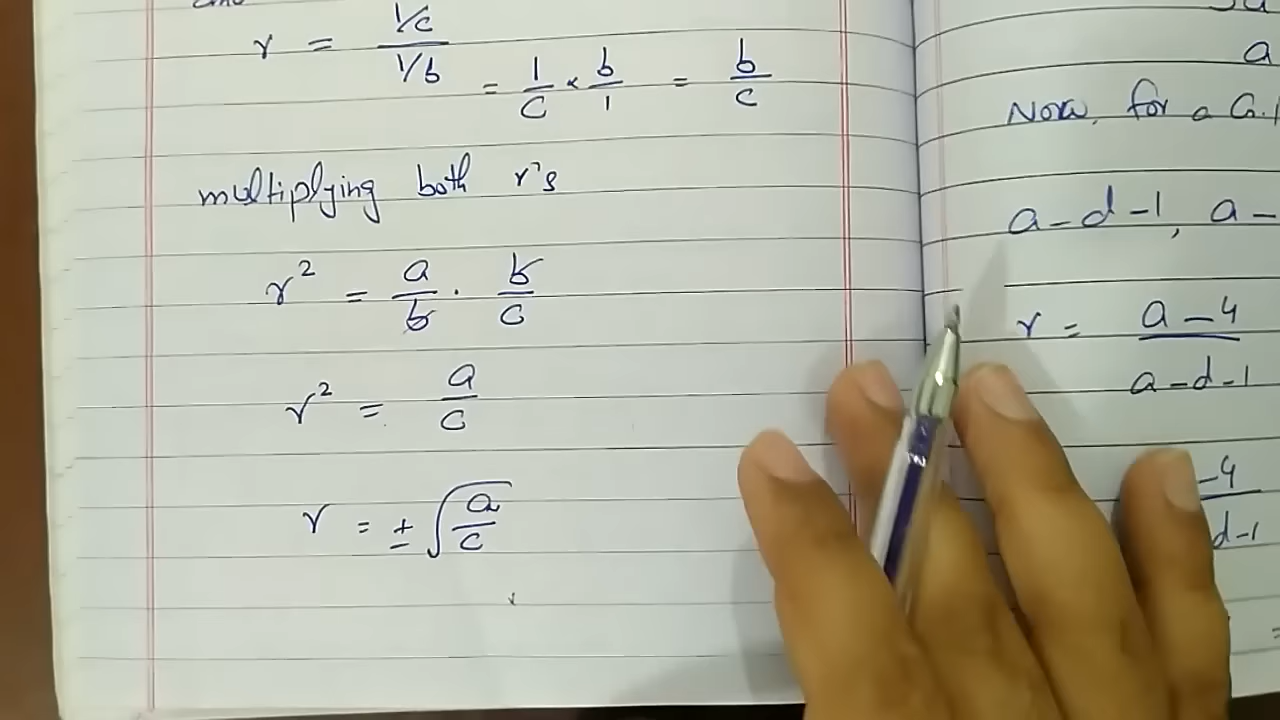 r = 1/c / 1/b = 1/c × b/1 = b/c
multiplying both r's
r² = a/b . b/c
r² = a/c
r = ± √a/c
a
Now, for a G.
a-d-1, a-
r = a-4 / a-d-1
-4 / d-1